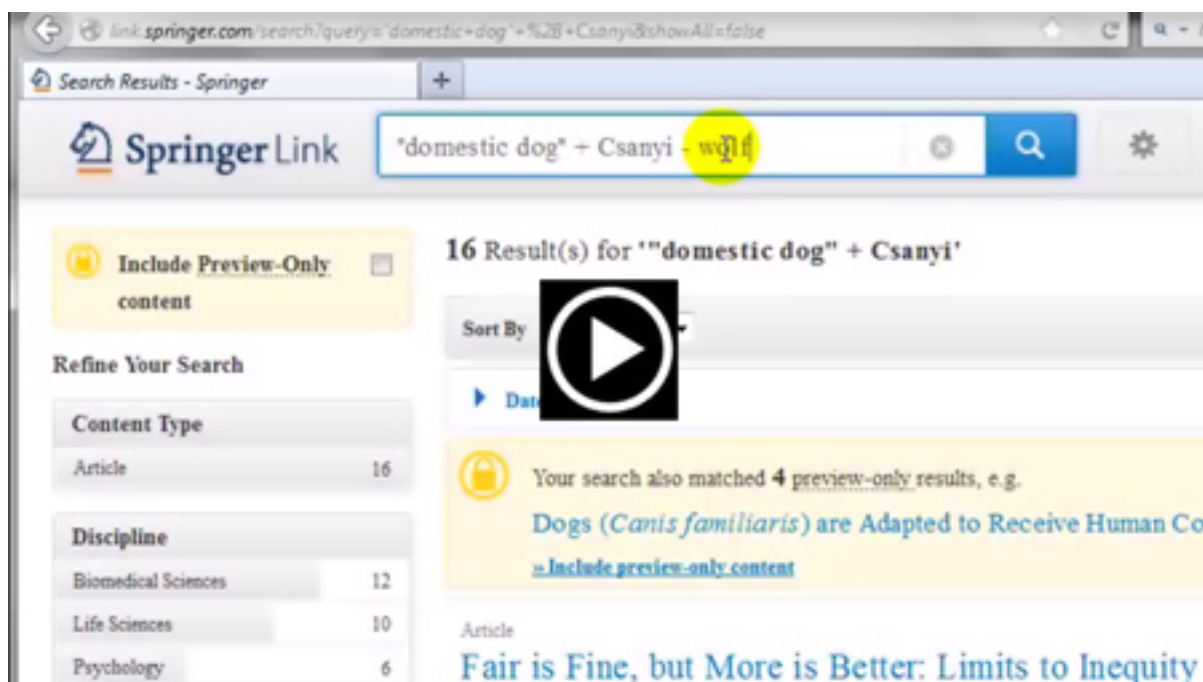 link.springer.com/search?query="domestic+dog"+%2B+Csanyi&showAll=false
Search Results - Springer
Springer Link
"domestic dog" + Csanyi - wolf
Include Preview-Only
content
16 Result(s) for '"domestic dog" + Csanyi'
Sort By
Refine Your Search
Content Type
Article 16
Your search also matched 4 preview-only results, e.g.
Dogs (Canis familiaris) are Adapted to Receive Human Co
» Include preview-only content
Discipline
Biomedical Sciences 12
Life Sciences 10
Psychology 6
Article
Fair is Fine, but More is Better: Limits to Inequity